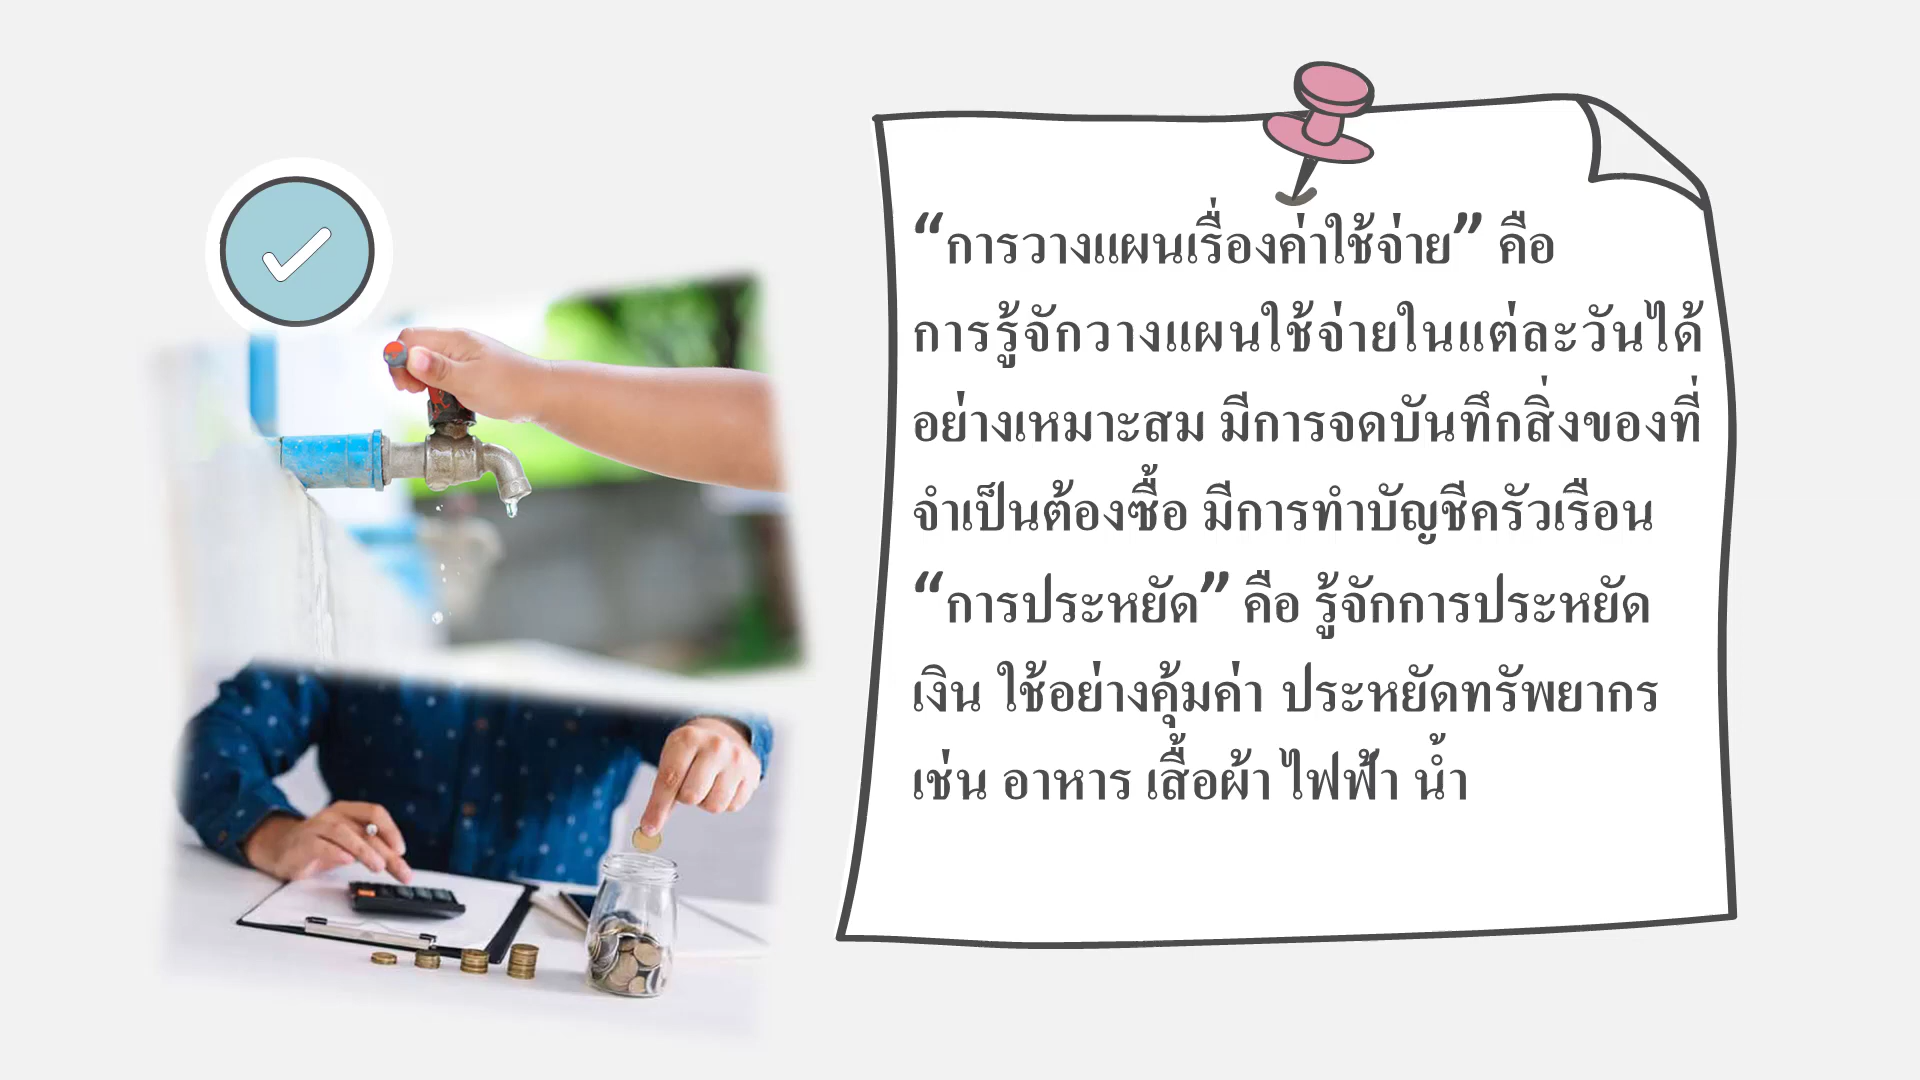 “การวางแผนเรื่องค่าใช้จ่าย” คือ
การรู้จักวางแผนใช้จ่ายในแต่ละวันได้
อย่างเหมาะสม มีการจดบันทึกสิ่งของที่
จำเป็นต้องซื้อ มีการทำบัญชีครัวเรือน
“การประหยัด” คือ รู้จักการประหยัด
เงิน ใช้อย่างคุ้มค่า ประหยัดทรัพยากร
เช่น อาหาร เสื้อผ้า ไฟฟ้า น้ำ